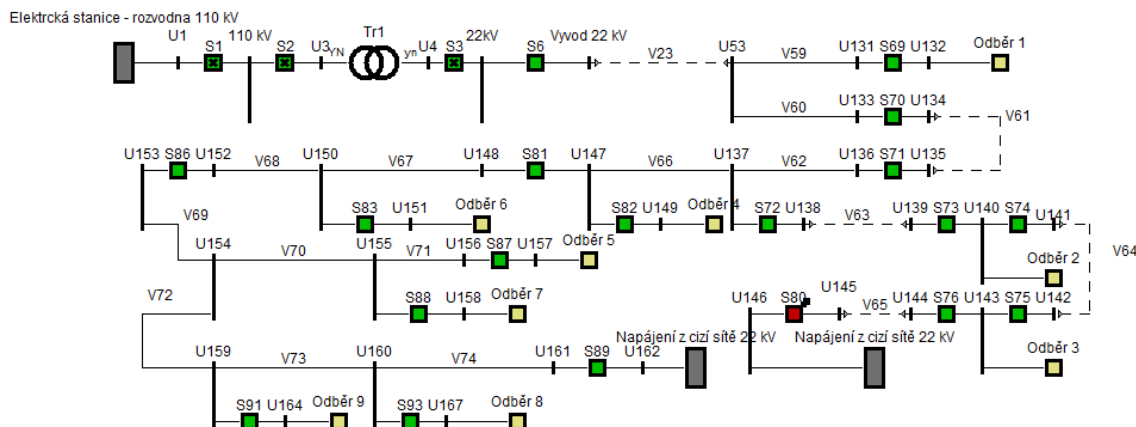 Elektrcká stanice - rozvodna 110 kV
U1 S1 110 kV S2 U3 YN Tr1 yn U4 S3 22kV S6 Vyvod 22 kV V23 U53 V59 U131 S69 U132 Odběr 1
V60 U133 S70 U134
V61
U153 S86 U152 V68 U150 V67 U148 S81 U147 V66 U137 V62 U136 S71 U135
S83 U151 Odběr 6 S82 U149 Odběr 4 S72 U138 V63 U139 S73 U140 S74 U141
V69
U154 V70 U155 V71 U156 S87 U157 Odběr 5
V64
Odběr 2
V72 S88 U158 Odběr 7 U146 S80 U145 V65 U144 S76 U143 S75 U142
Napájení z cizí sítě 22 kV Napájení z cizí sítě 22 kV
U159 V73 U160 V74 U161 S89 U162 Odběr 3
S91 U164 Odběr 9 S93 U167 Odběr 8